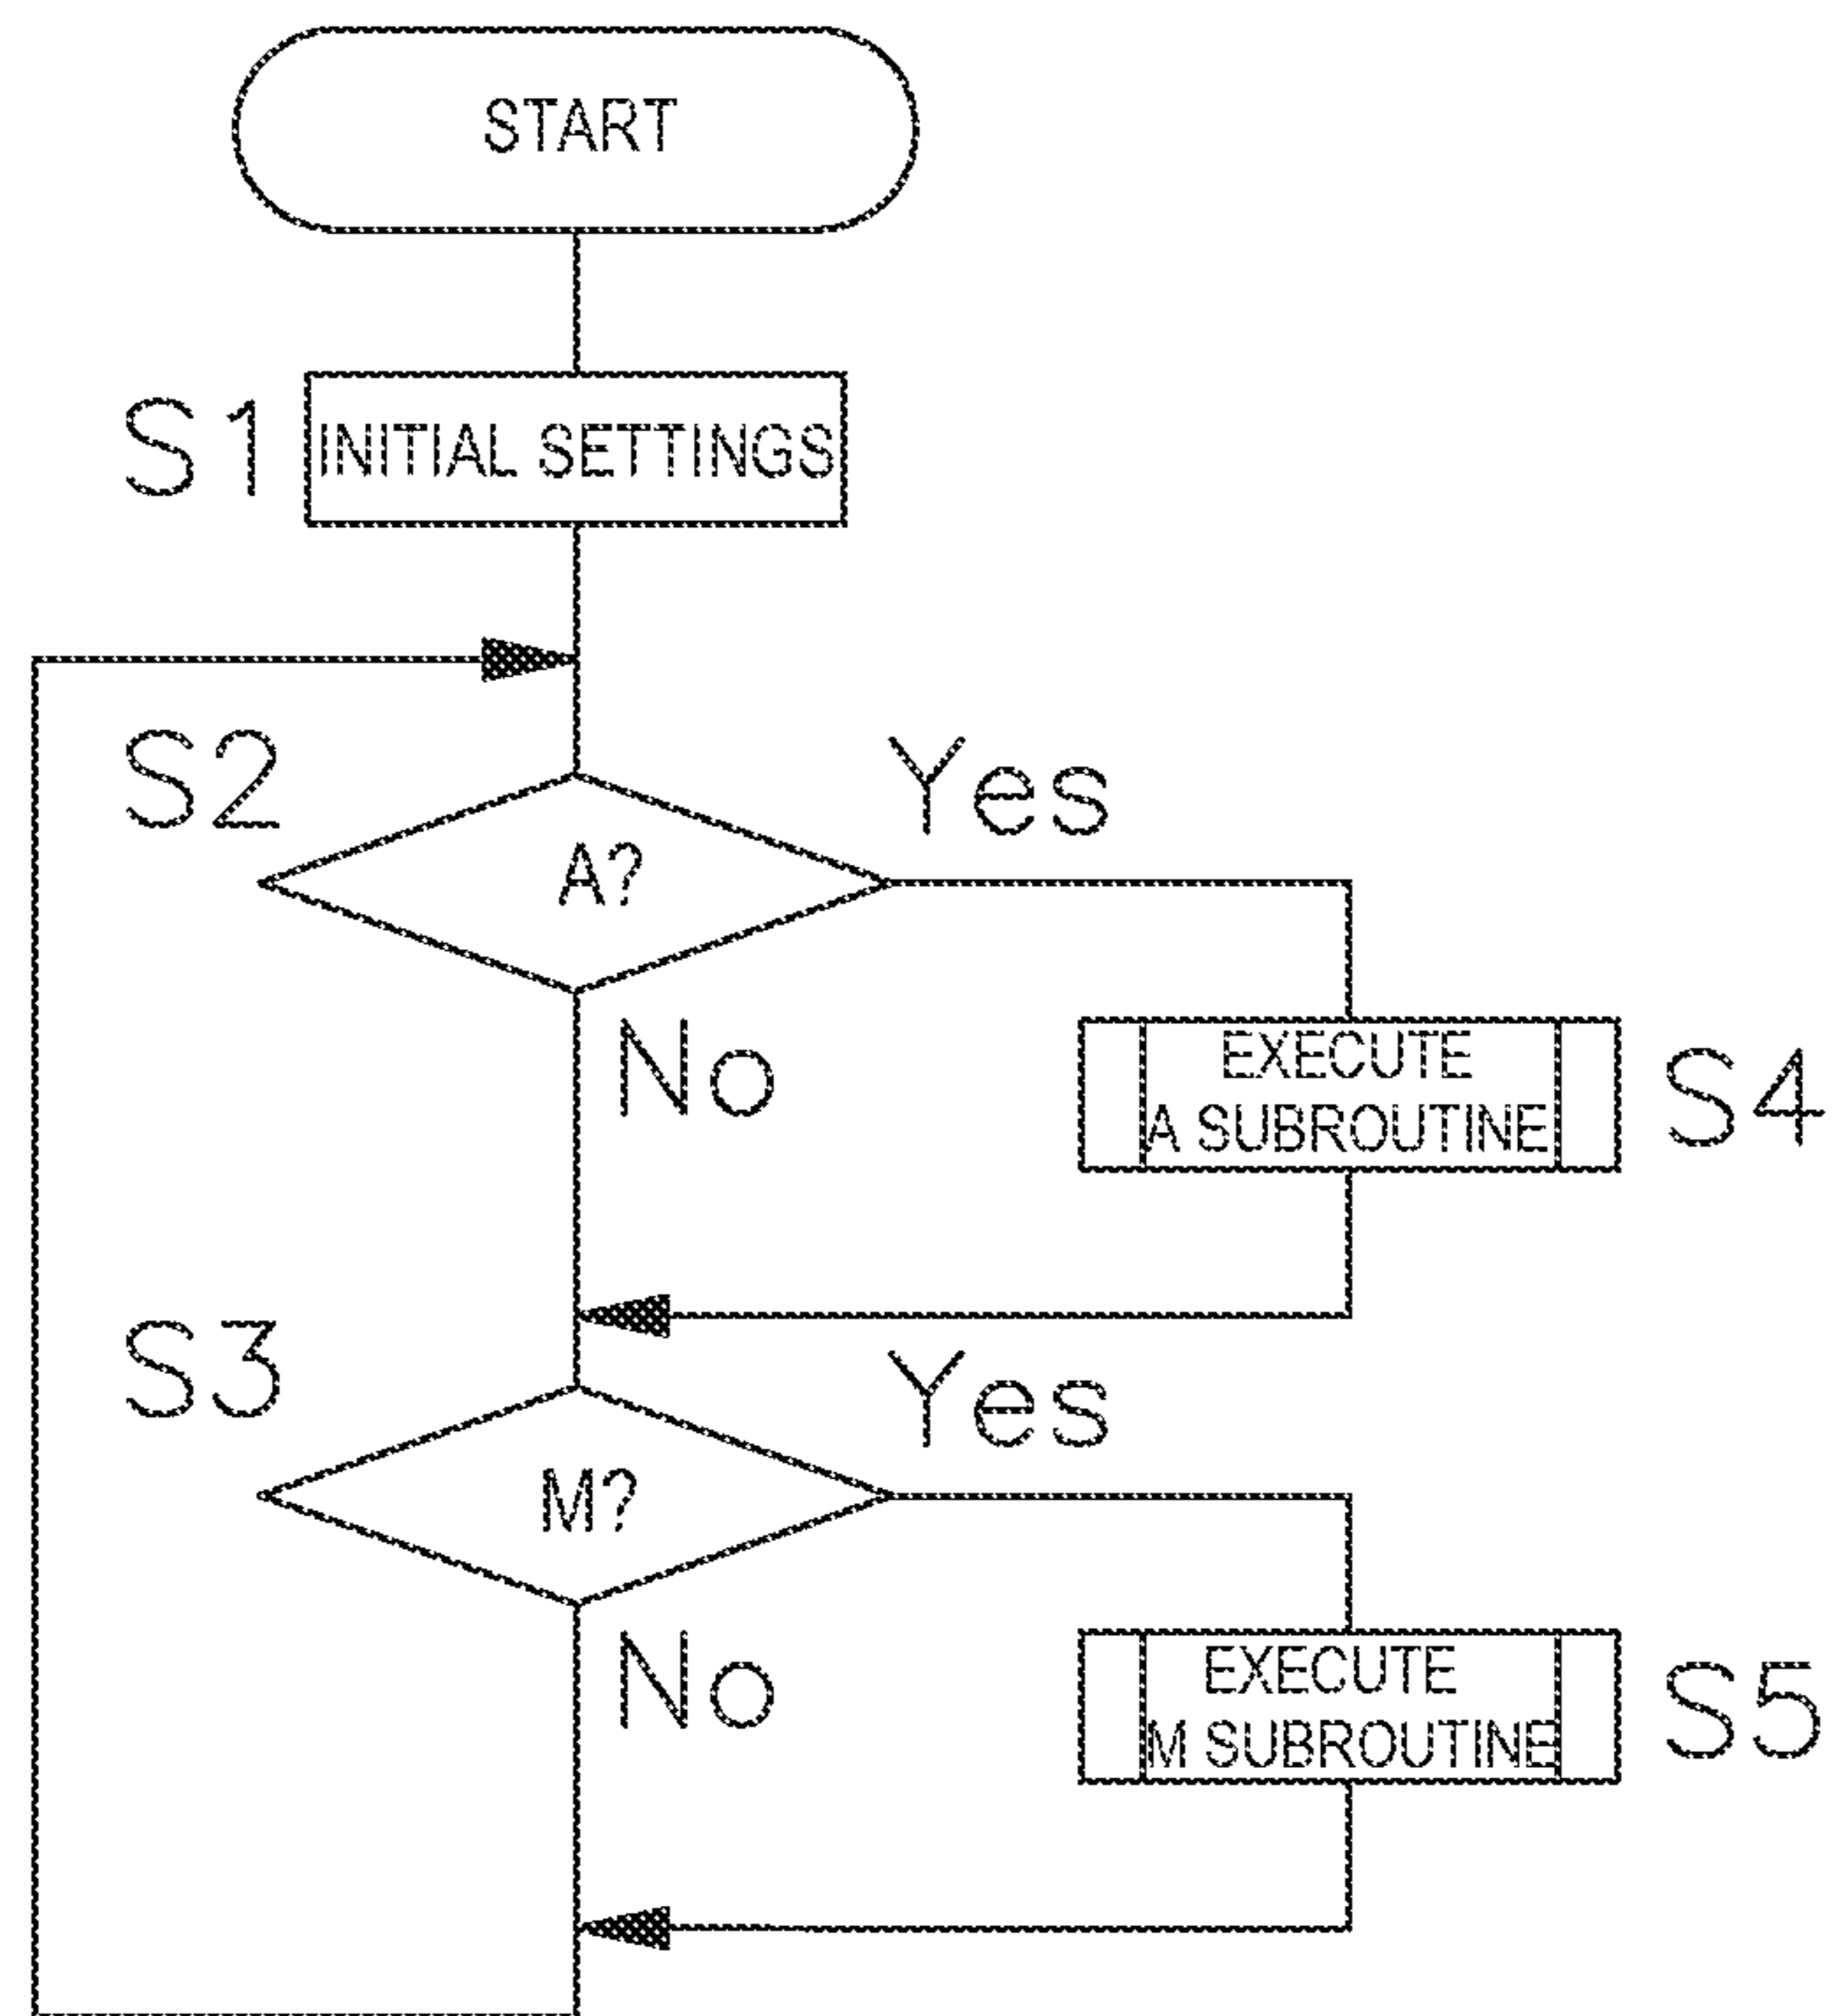 START
S1
INITIAL SETTINGS
S2
Yes
A?
No
EXECUTE
A SUBROUTINE
S4
S3
Yes
M?
No
EXECUTE
M SUBROUTINE
S5